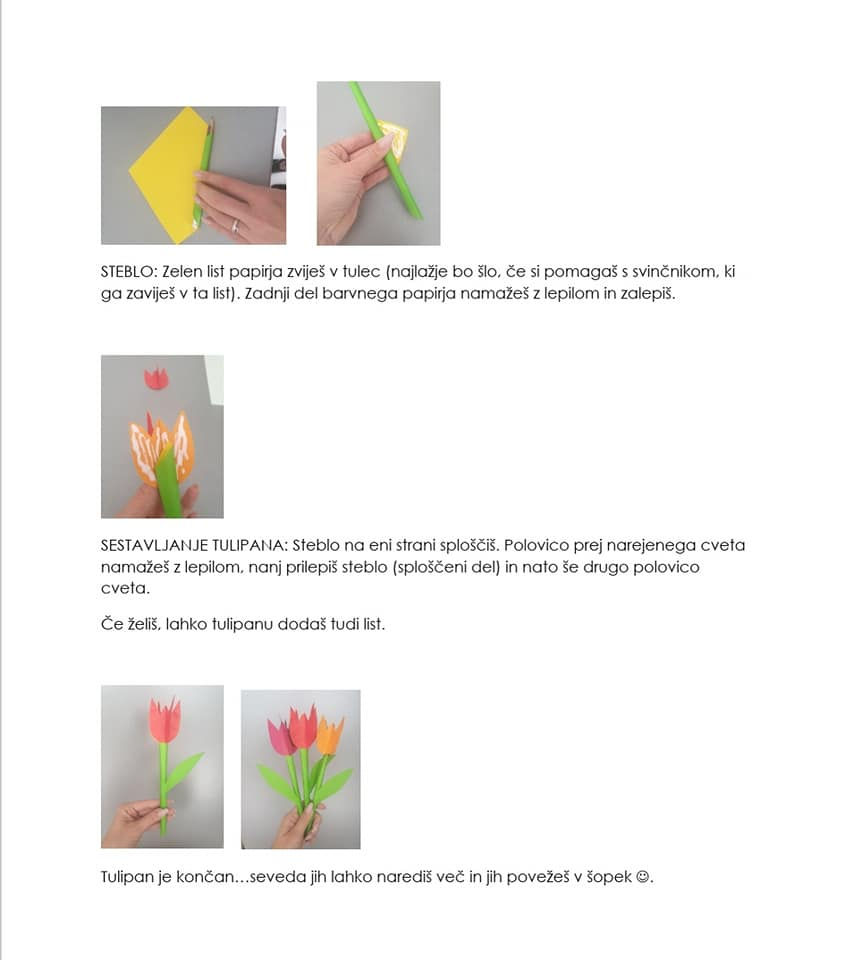 STEBLO: Zelen list papirja zviješ v tulec (najlažje bo šlo, če si pomagaš s svinčnikom, ki
ga zaviješ v ta list). Zadnji del barvnega papirja namažeš z lepilom in zalepiš.
SESTAVLJANJE TULIPANA: Steblo na eni strani sploščiš. Polovico prej narejenega cveta
namažeš z lepilom, nanj prilepiš steblo (sploščeni del) in nato še drugo polovico
cveta.
Če želiš, lahko tulipanu dodaš tudi list.
Tulipan je končan...seveda jih lahko narediš več in jih povežeš v šopek ☺.